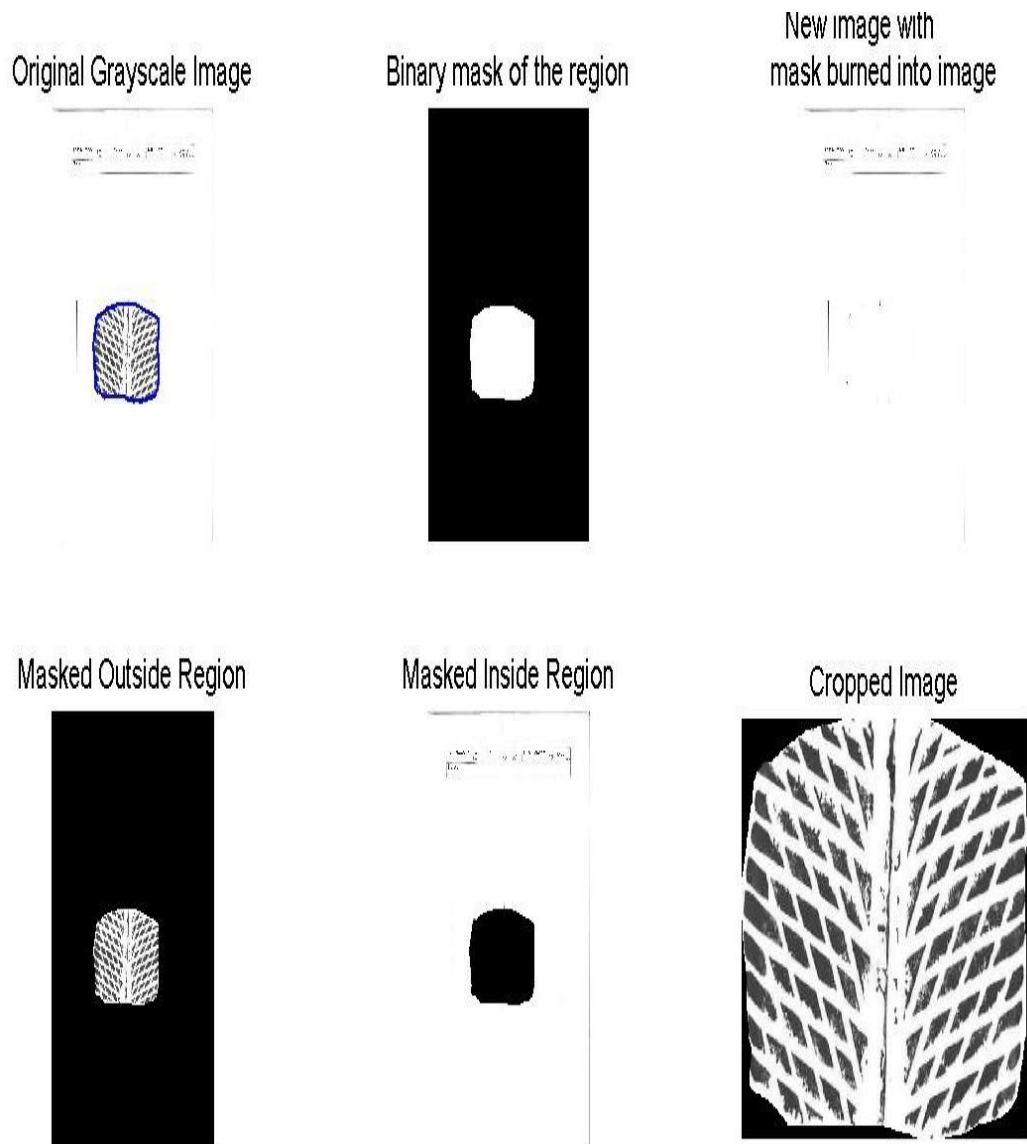 Original Grayscale Image
Binary mask of the region
New image with
mask burned into image
Masked Outside Region
Masked Inside Region
Cropped Image